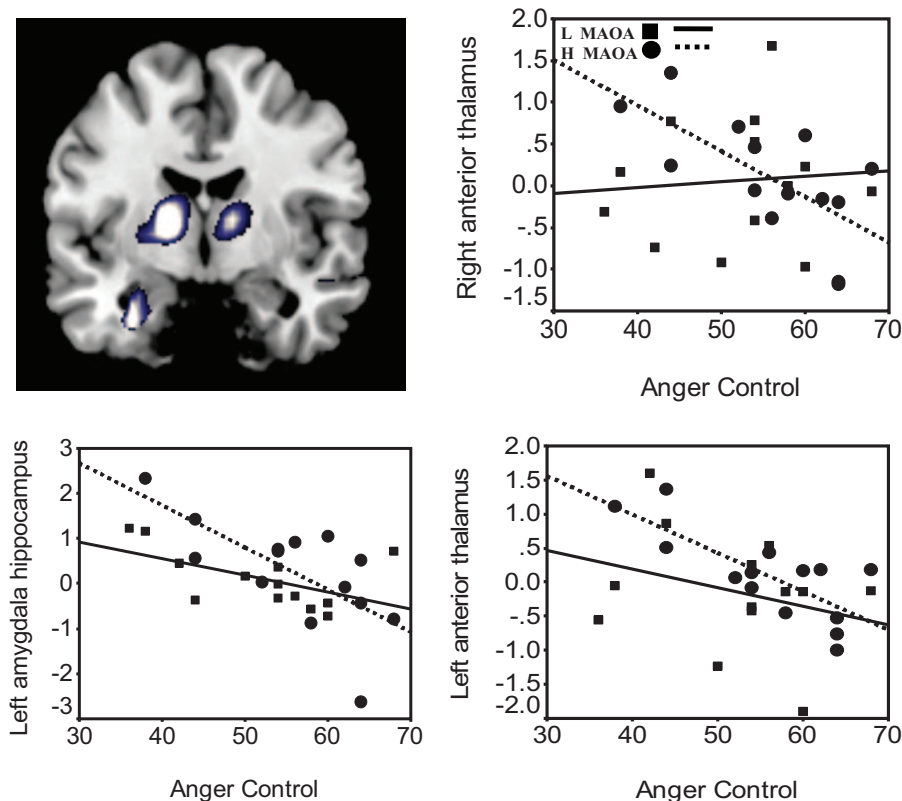 L MAOA
H MAOA
Right anterior thalamus
2.0
1.5
1.0
.5
0.0
-.5
-1.0
-1.5
30 40 50 60 70
Anger Control
Left amygdala hippocampus
3
2
1
0
-1
-2
-3
30 40 50 60 70
Anger Control
Left anterior thalamus
2.0
1.5
1.0
.5
0.0
-.5
-1.0
-1.5
-2.0
30 40 50 60 70
Anger Control